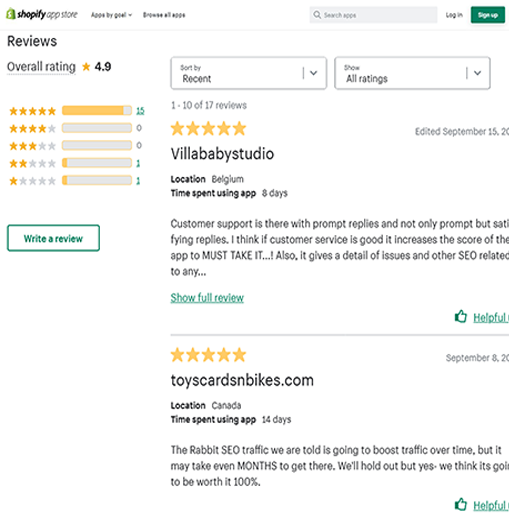 shopify app store Apps by goal Browse all apps Search apps Log in Sign up
Reviews
Overall rating 4.9
15
0
0
1
1
Write a review
Sort by
Recent
Show
All ratings
1 - 10 of 17 reviews
Edited September 15, 20
Villababystudio
Location Belgium
Time spent using app 8 days
Customer support is there with prompt replies and not only prompt but sati
fying replies. I think if customer service is good it increases the score of the
app to MUST TAKE IT...! Also, it gives a detail of issues and other SEO related
to any...
Show full review
Helpful
September 8, 20
toyscardsnbikes.com
Location Canada
Time spent using app 14 days
The Rabbit SEO traffic we are told is going to boost traffic over time, but it
may take even MONTHS to get there. We'll hold out but yes- we think its goi
to be worth it 100%.
Helpful